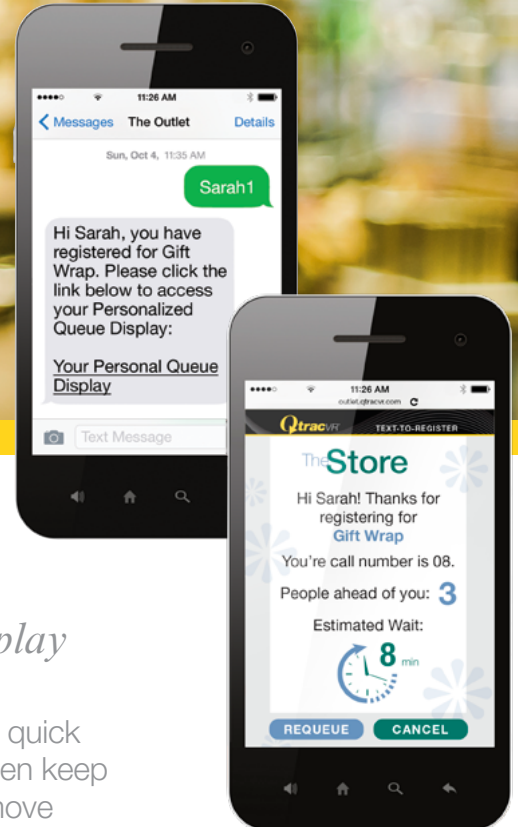 11:26 AM
Messages The Outlet Details
Sun, Oct 4, 11:35 AM
Sarah1
Hi Sarah, you have
registered for Gift
Wrap. Please click the
link below to access
your Personalized
Queue Display:
Your Personal Queue
Display
Text Message
11:26 AM
outlet.qtracvr.com
QtracVR TEXT-TO-REGISTER
The Store
Hi Sarah! Thanks for
registering for
Gift Wrap
You're call number is 08.
People ahead of you: 3
Estimated Wait:
8 min
REQUEUE CANCEL
play
quick
en keep
nove